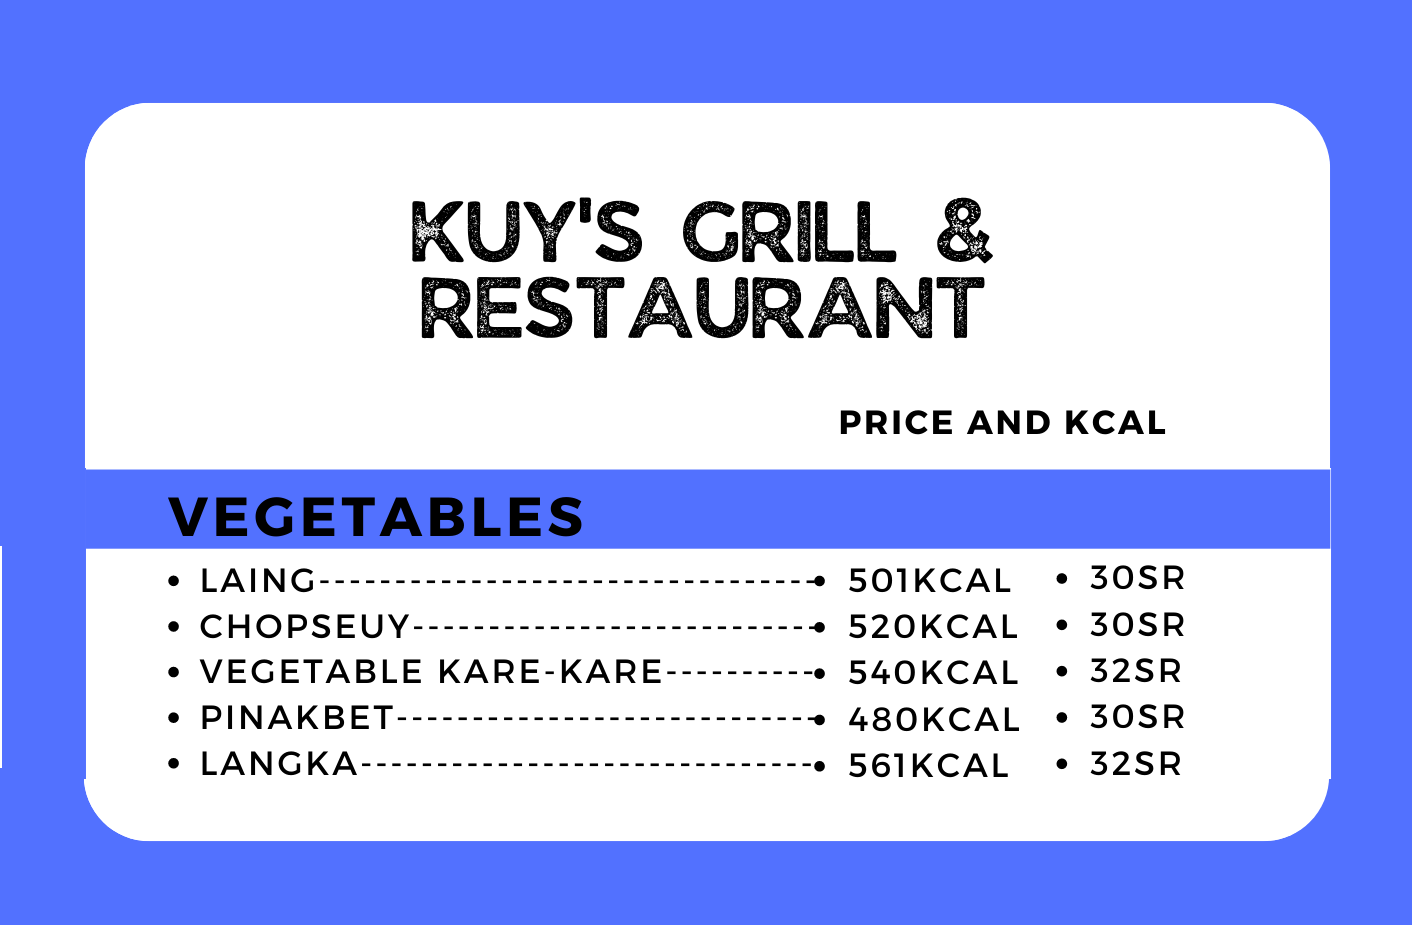 KUY'S GRILL &
RESTAURANT
PRICE AND KCAL
VEGETABLES
• LAING---------------------------------• 501KCAL • 30SR
• CHOPSEUY---------------------------• 520KCAL • 30SR
• VEGETABLE KARE-KARE----------• 540KCAL • 32SR
• PINAKBET----------------------------• 480KCAL • 30SR
• LANGKA------------------------------• 561KCAL • 32SR